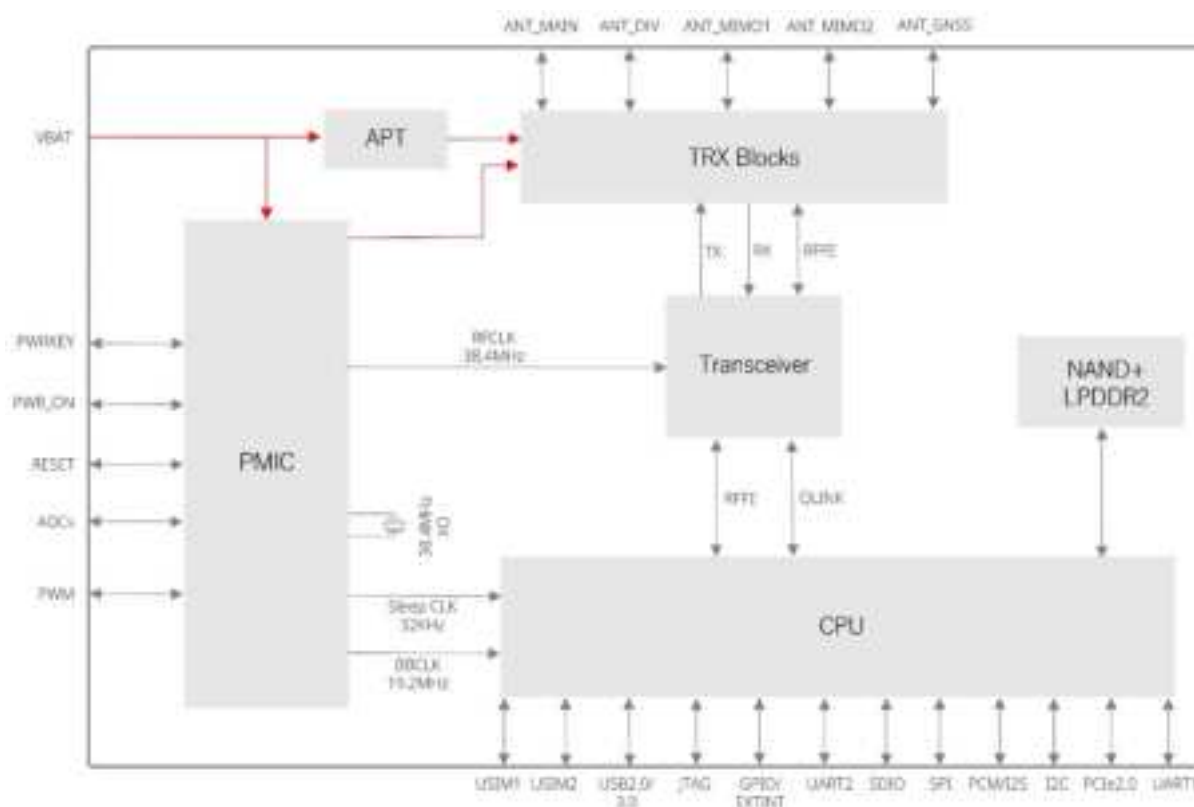 ANT_MAIN
ANT_DIV
ANT_MIMO1
ANT_MIMO2
ANT_GNSS
VBAT
APT
TRX Blocks
TX
RX
RFFE
PWRKEY
RFCLK
38.4MHz
Transceiver
NAND+
LPDDR2
PWR_ON
RESET
PMIC
ADCs
38.4MHz
XO
RFFE
QLINK
PWM
Sleep CLK
32KHz
CPU
BBCLK
19.2MHz
USIM1
USIM2
USB2.0/
3.0
JTAG
GPIO/
EXTINT
UART2
SDIO
SPI
PCM/I2S
I2C
PCIe2.0
UART1